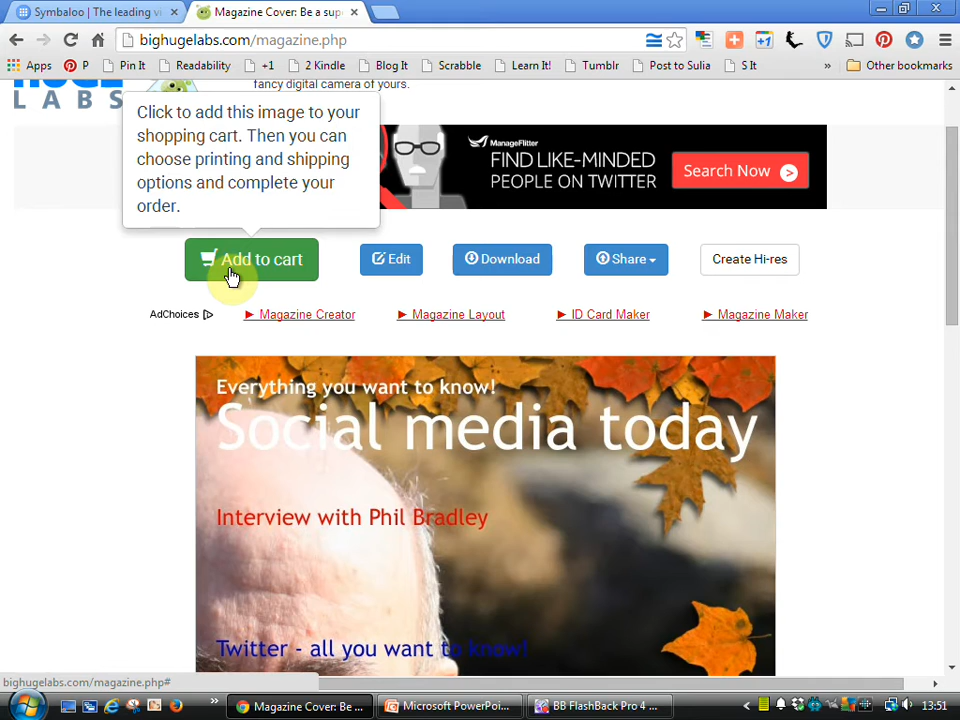 Symbaloo | The leading vi
Magazine Cover: Be a sup
bighugelabs.com/magazine.php
Apps
P
Pin It
Readability
+1
2 Kindle
Blog It
Scrabble
Learn It!
Tumblr
Post to Sulia
S It
»
Other bookmarks
LABS
fancy digital camera of yours.
Click to add this image to your
shopping cart. Then you can
choose printing and shipping
options and complete your
order.
ManageFlitter
FIND LIKE-MINDED
PEOPLE ON TWITTER
Search Now
Add to cart
Edit
Download
Share
Create Hi-res
AdChoices
Magazine Creator
Magazine Layout
ID Card Maker
Magazine Maker
Everything you want to know!
Social media today
Interview with Phil Bradley
Twitter - all you want to know!
bighugelabs.com/magazine.php#
Magazine Cover: Be ...
Microsoft PowerPoi...
BB FlashBack Pro 4 ...
13:51